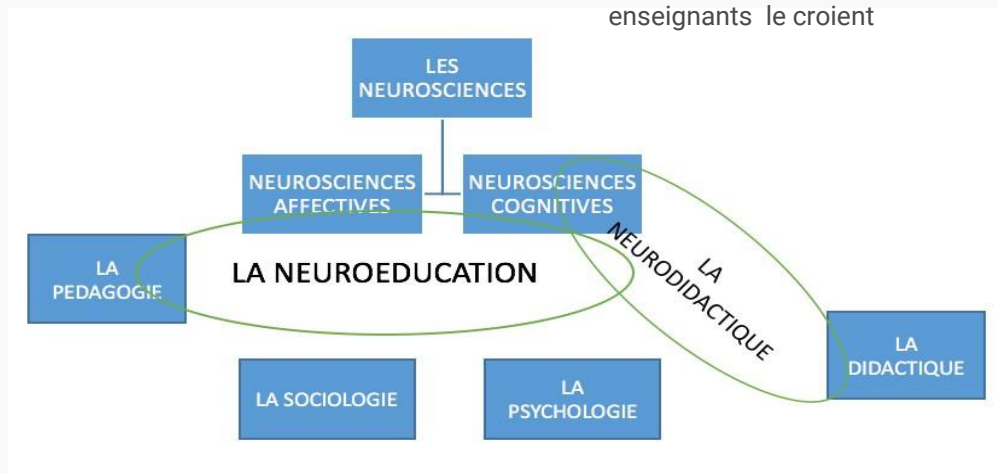 enseignants le croient
LES
NEUROSCIENCES
NEUROSCIENCES
AFFECTIVES
NEUROSCIENCES
COGNITIVES
LA
PEDAGOGIE
LA NEUROEDUCATION
LA
NEURODIDACTIQUE
LA
DIDACTIQUE
LA SOCIOLOGIE
LA
PSYCHOLOGIE